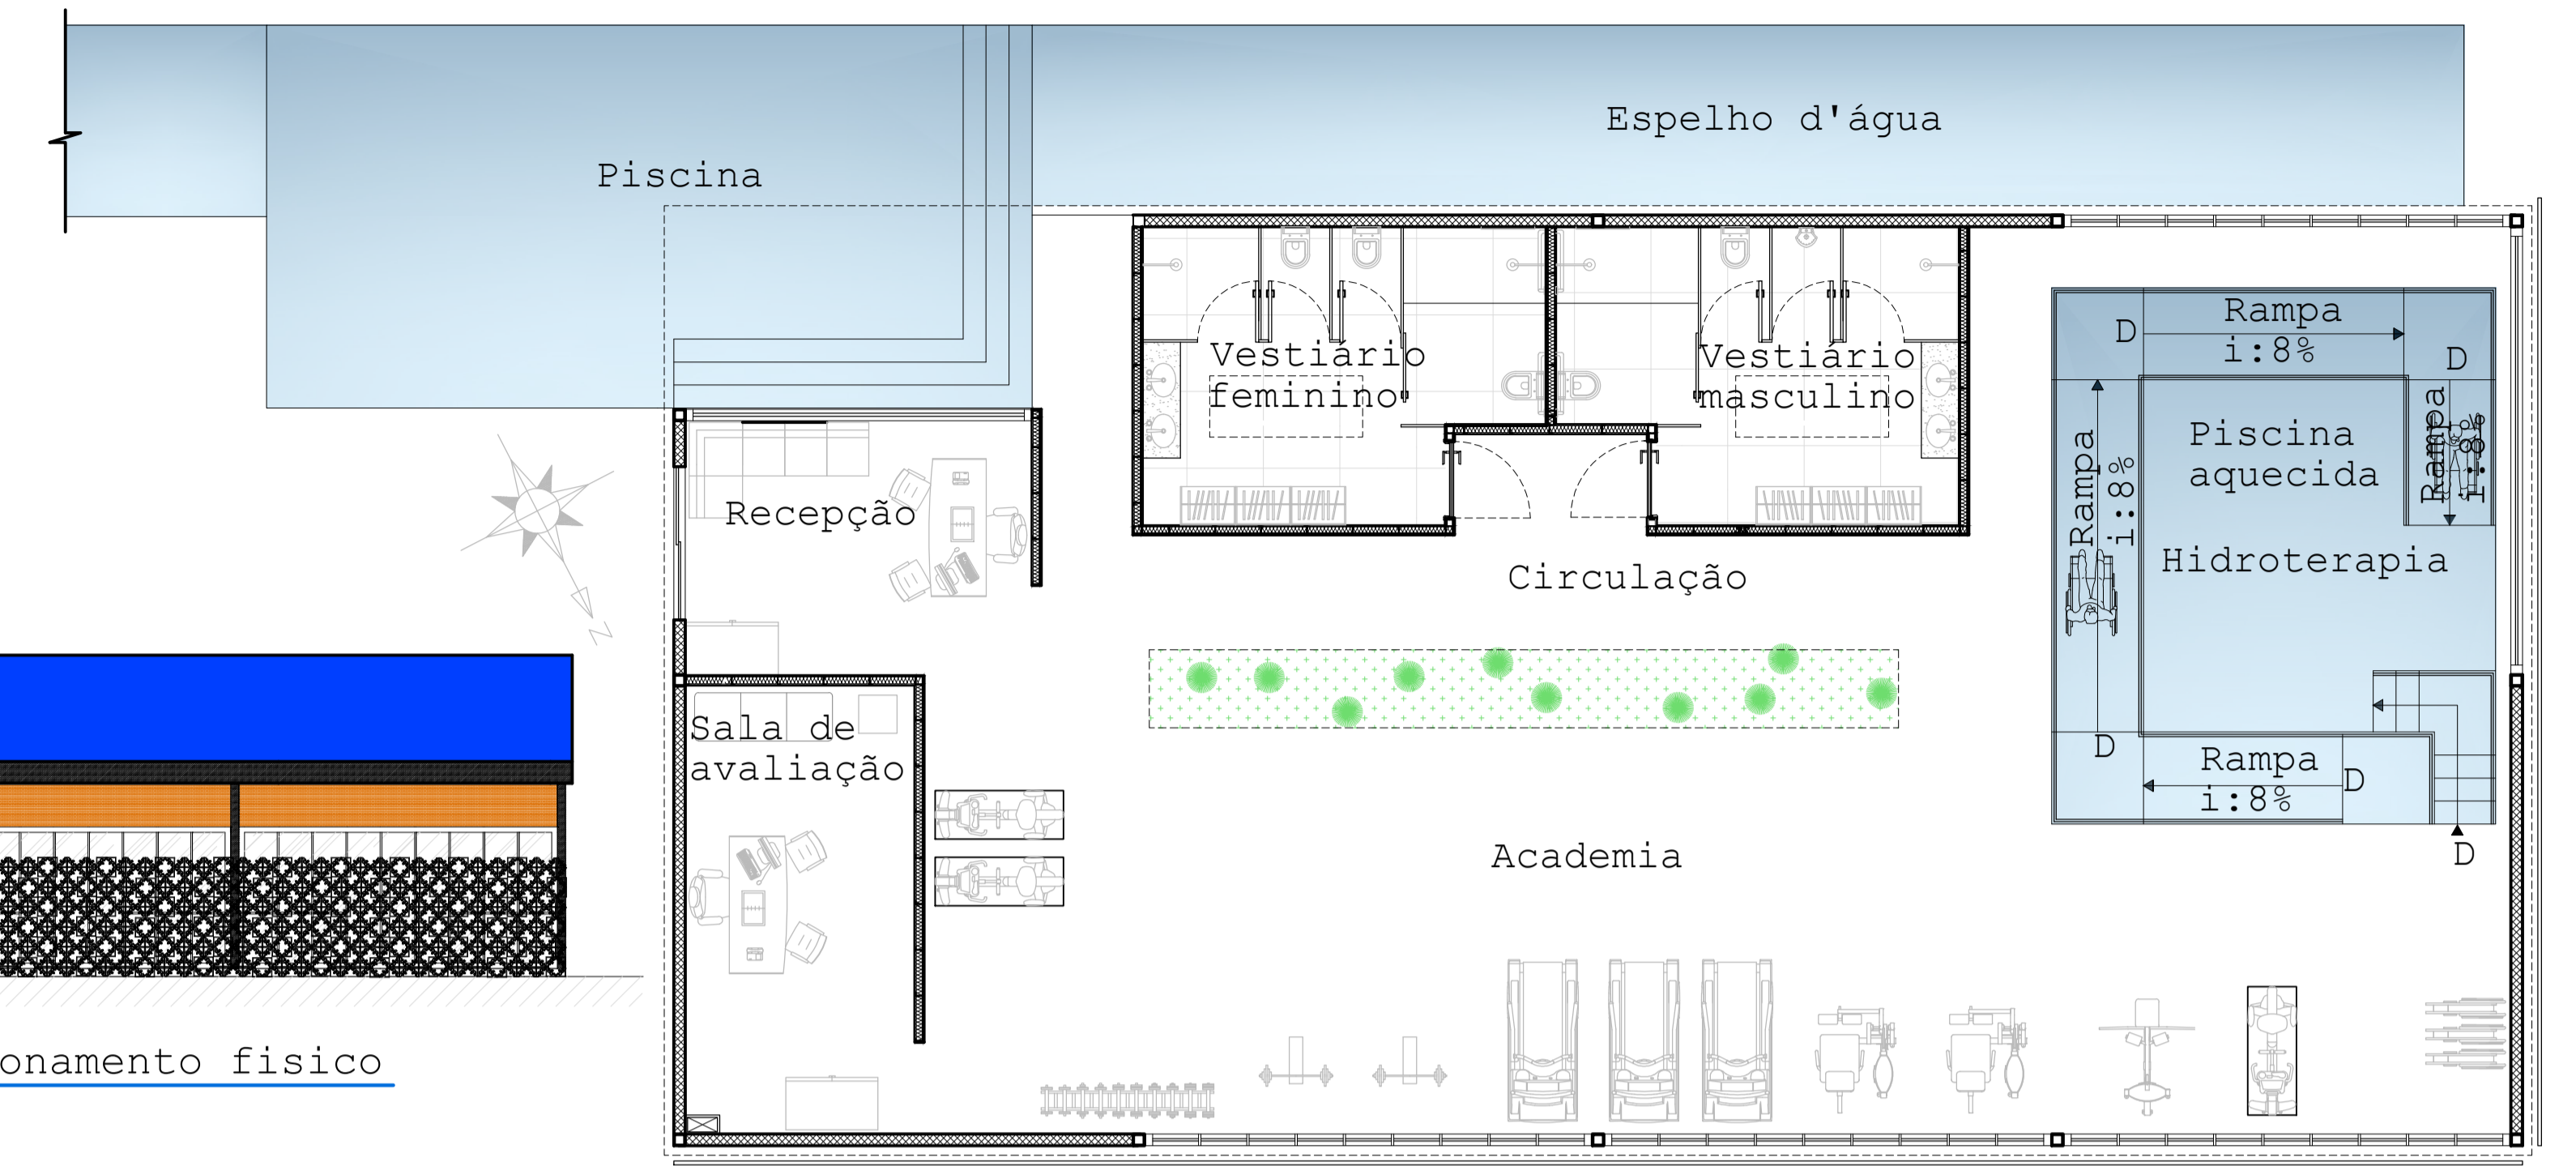 Espelho d'água
Piscina
Rampa
i:8%
D
D
Vestiário
feminino
Vestiário
masculino
Rampa
i:8%
Piscina
aquecida
Rampa
i:8%
Recepção
Hidroterapia
Circulação
N
Sala de
avaliação
D
Rampa
i:8%
D
Academia
D
onamento fisico